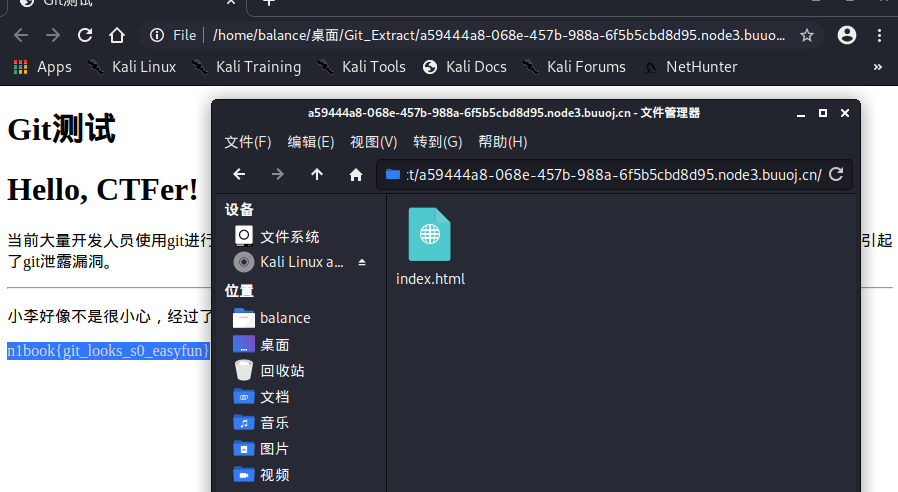 Git测试
File
/home/balance/桌面/Git_Extract/a59444a8-068e-457b-988a-6f5b5cbd8d95.node3.buuo...
Apps Kali Linux Kali Training Kali Tools Kali Docs Kali Forums NetHunter »
Git测试
Hello, CTFer!
当前大量开发人员使用git进行
引起
了git泄露漏洞。
小李好像不是很小心，经过了
n1book{git_looks_s0_easyfun}
a59444a8-068e-457b-988a-6f5b5cbd8d95.node3.buuoj.cn - 文件管理器
文件(F) 编辑(E) 视图(V) 转到(G) 帮助(H)
:t/a59444a8-068e-457b-988a-6f5b5cbd8d95.node3.buuoj.cn/
设备
文件系统
Kali Linux a...
位置
balance
桌面
回收站
文档
音乐
图片
视频
index.html